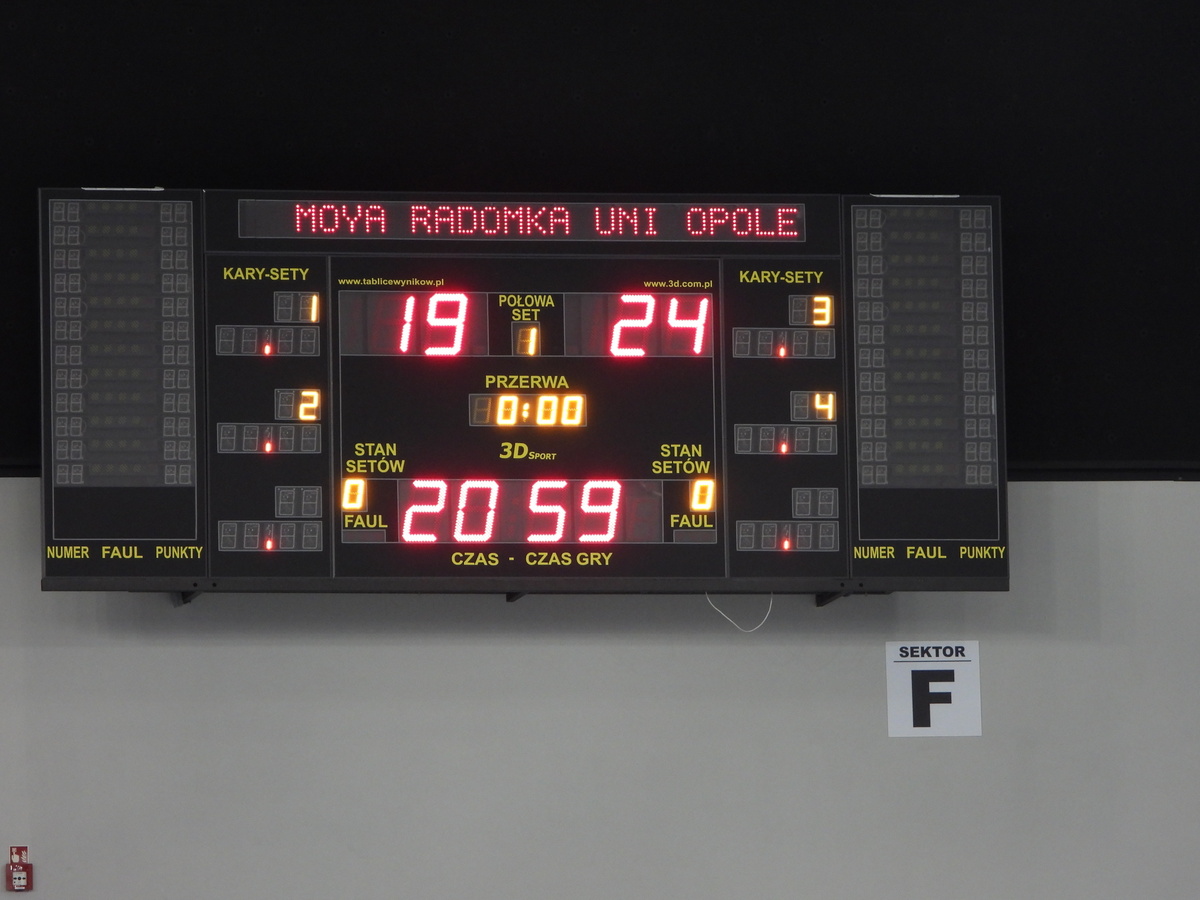 MOYA RADOMKA UNI OPOLE
KARY-SETY
www.tablicewynikow.pl
www.3d.com.pl
KARY-SETY
1
19
POŁOWA
SET
1
24
3
PRZERWA
0:00
2
4
3D SPORT
STAN
SETÓW
STAN
SETÓW
0
20 59
0
FAUL
FAUL
CZAS - CZAS GRY
NUMER FAUL PUNKTY
NUMER FAUL PUNKTY
SEKTOR
F